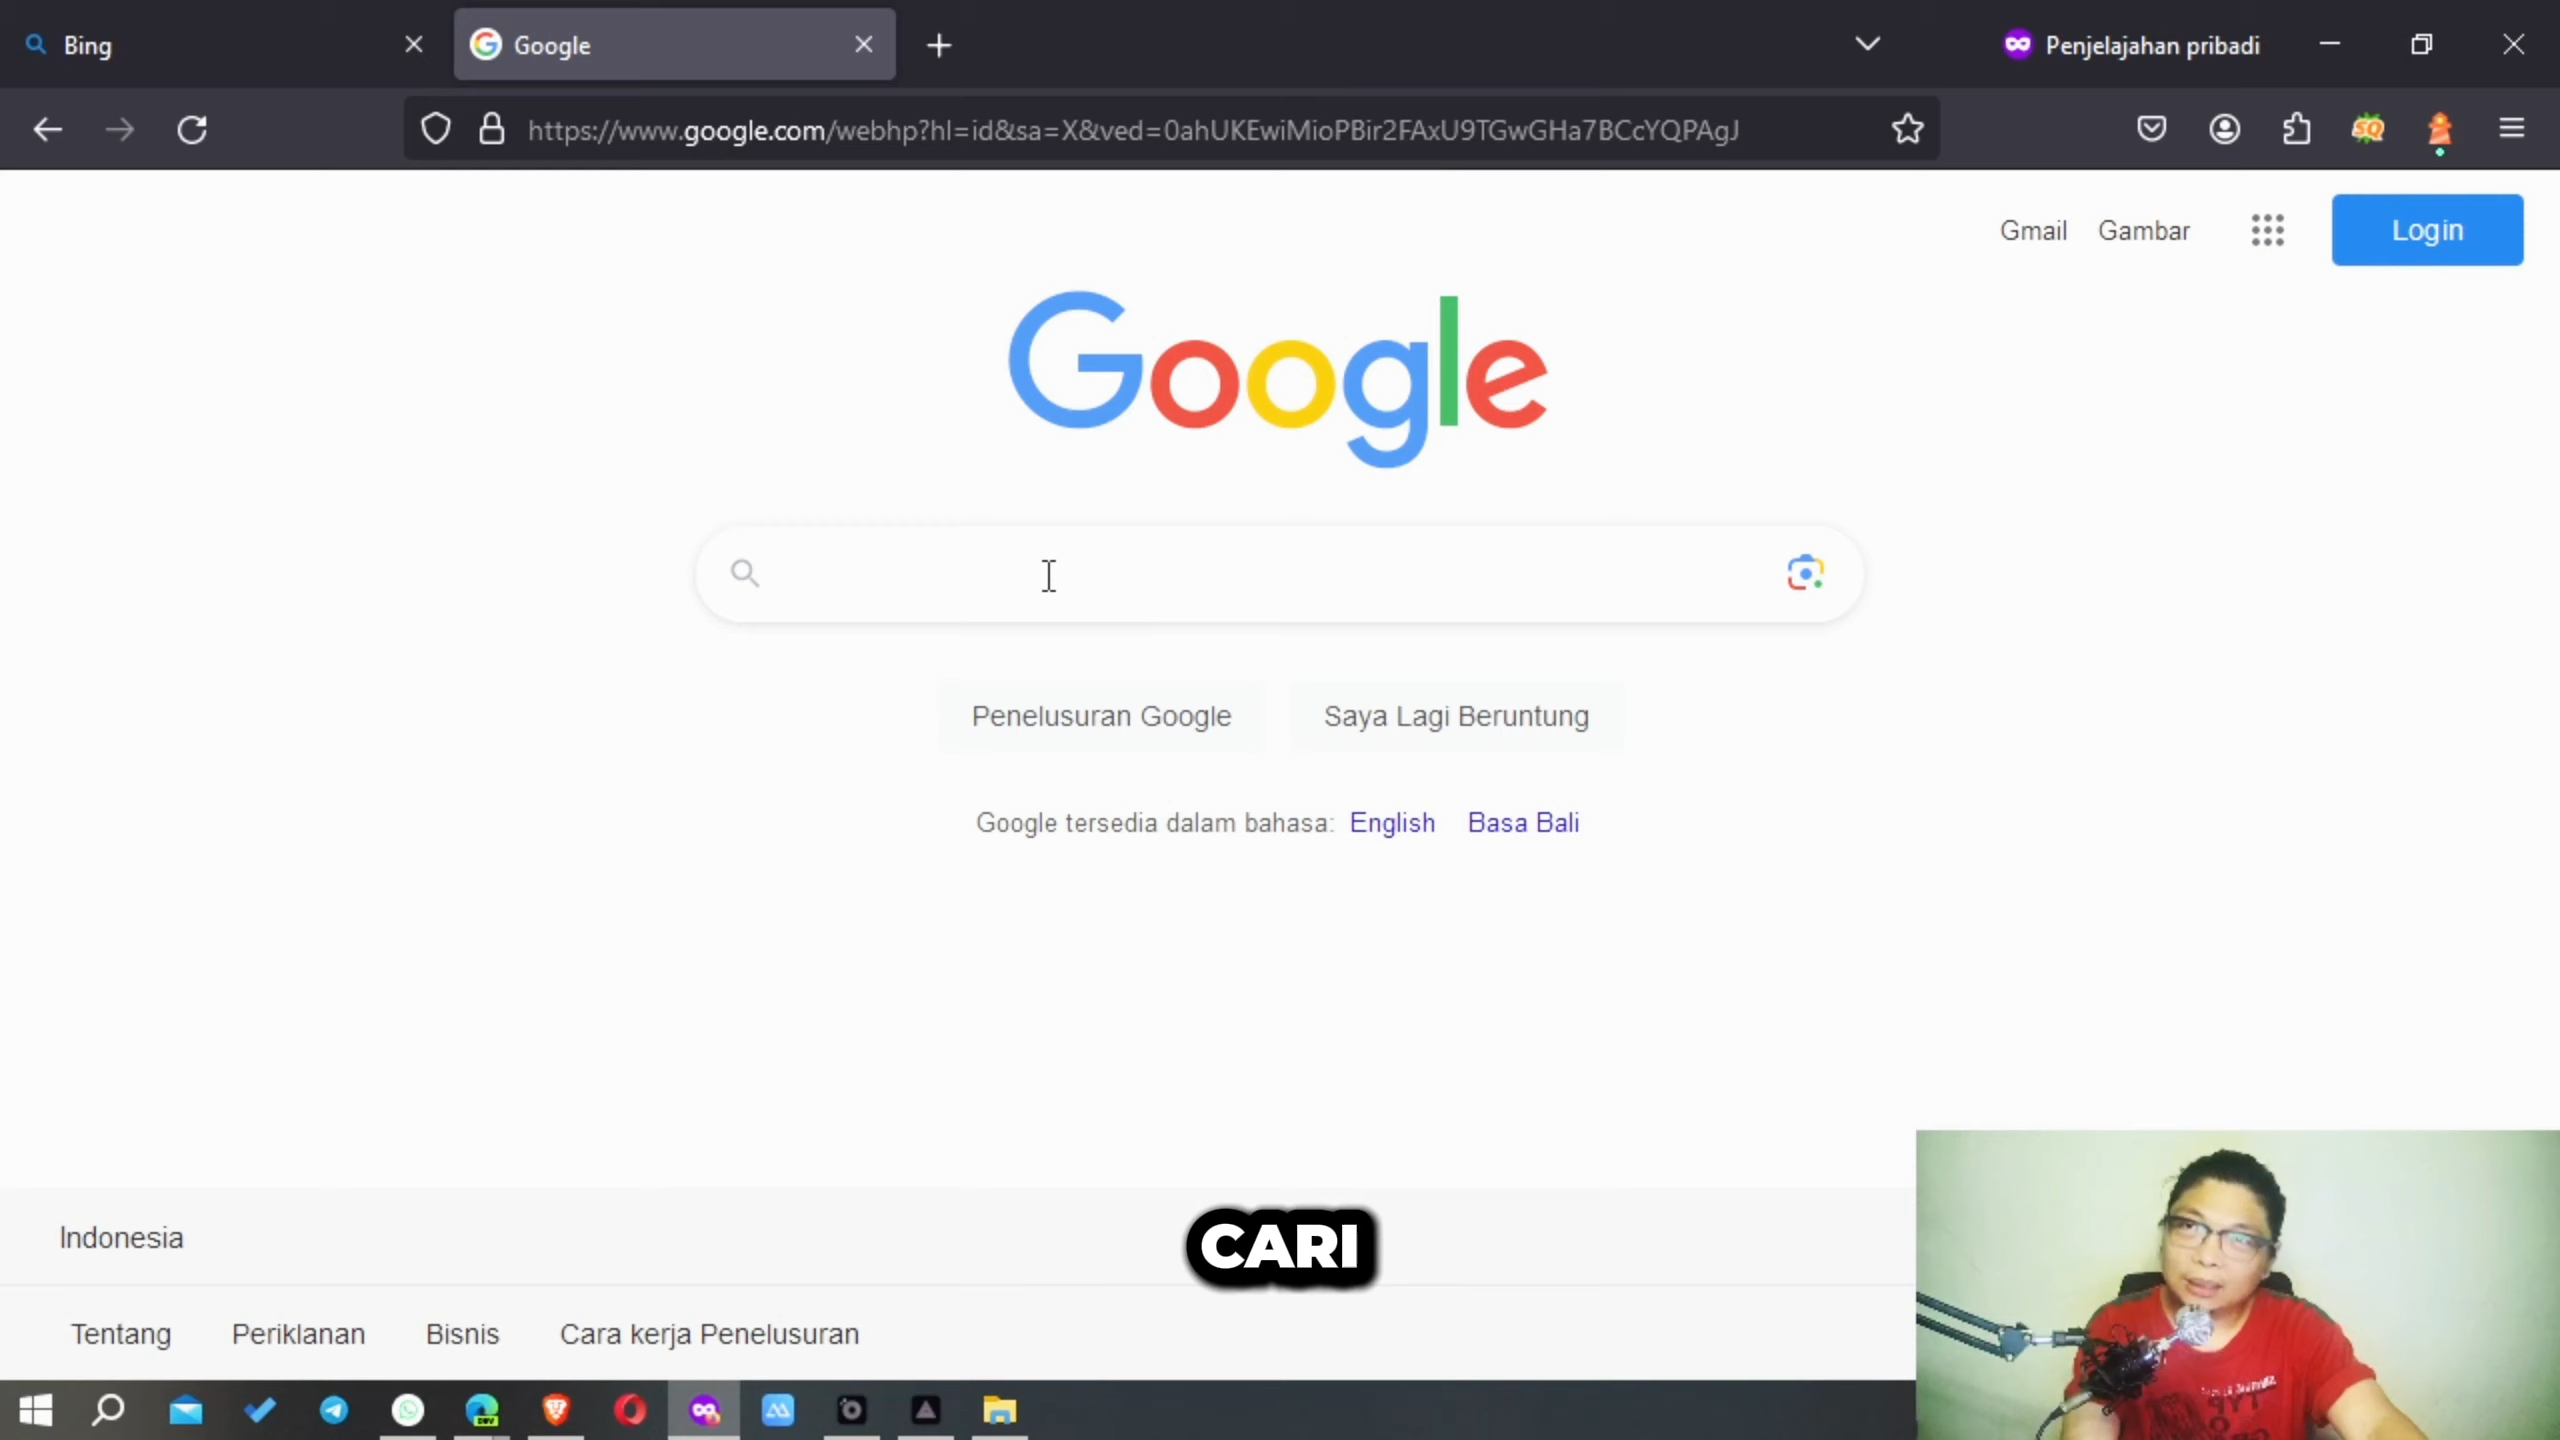 Bing
Google
Penjelajahan pribadi
https://www.google.com/webhp?hl=id&sa=X&ved=0ahUKEwiMioPBir2FAxU9TGwGHa7BCcYQPAgJ
SQ
Gmail
Gambar
Login
Google
Penelusuran Google
Saya Lagi Beruntung
Google tersedia dalam bahasa: English Basa Bali
Indonesia
CARI
Tentang
Periklanan
Bisnis
Cara kerja Penelusuran
DEV